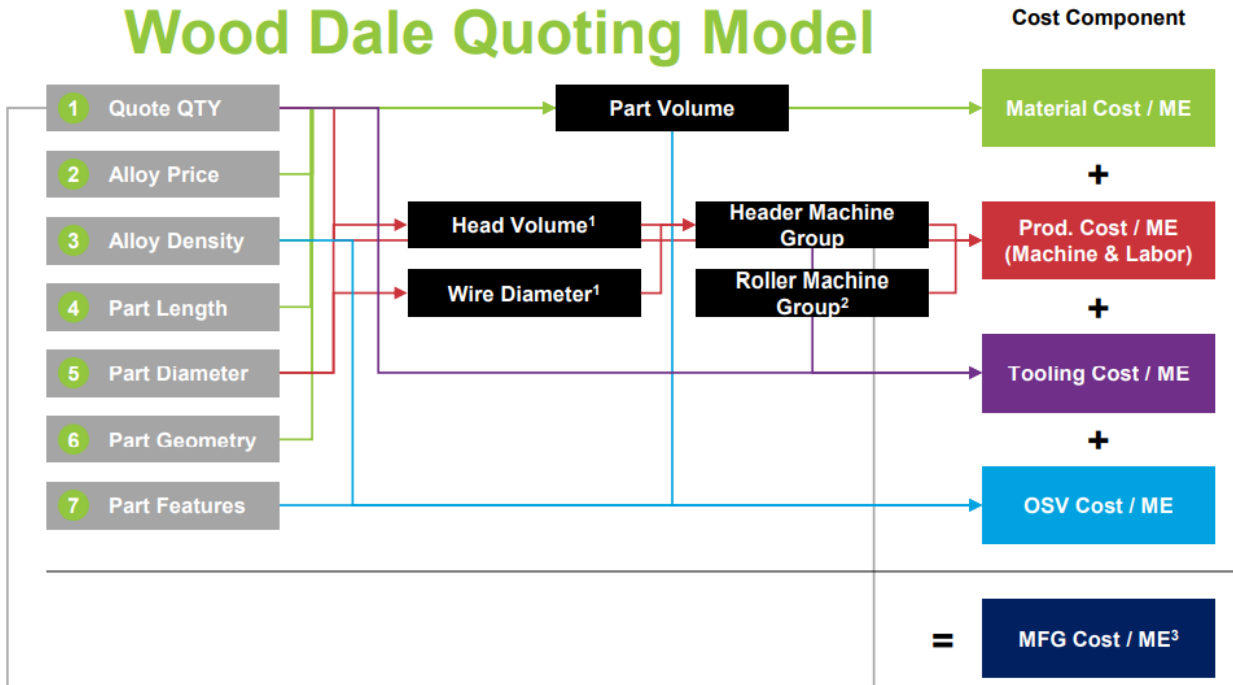 Wood Dale Quoting Model
Cost Component
1 Quote QTY
Part Volume
Material Cost / ME
+
2 Alloy Price
3 Alloy Density
Head Volume¹
Header Machine
Group
Prod. Cost / ME
(Machine & Labor)
+
4 Part Length
Wire Diameter¹
Roller Machine
Group²
5 Part Diameter
Tooling Cost / ME
+
6 Part Geometry
7 Part Features
OSV Cost / ME
=
MFG Cost / ME³